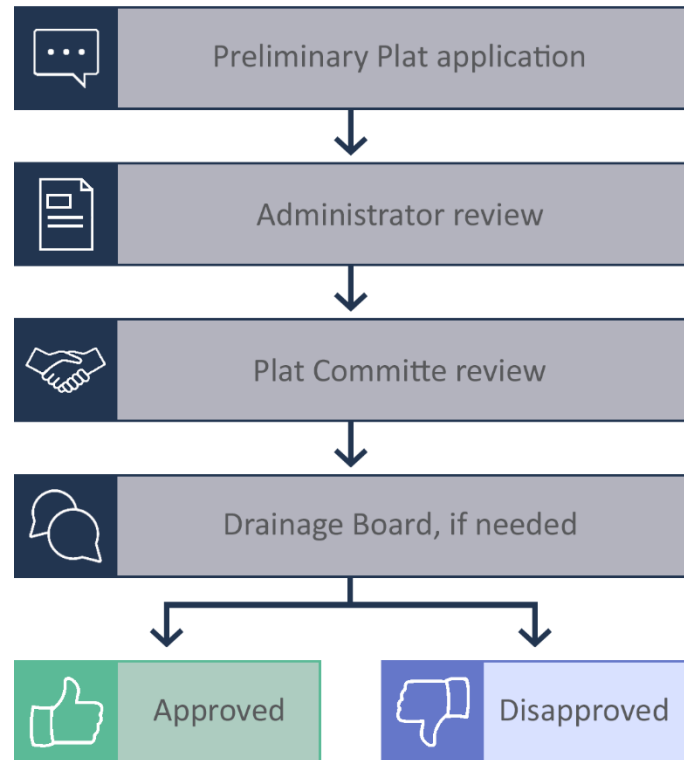 Preliminary Plat application
Administrator review
Plat Committe review
Drainage Board, if needed
Approved
Disapproved